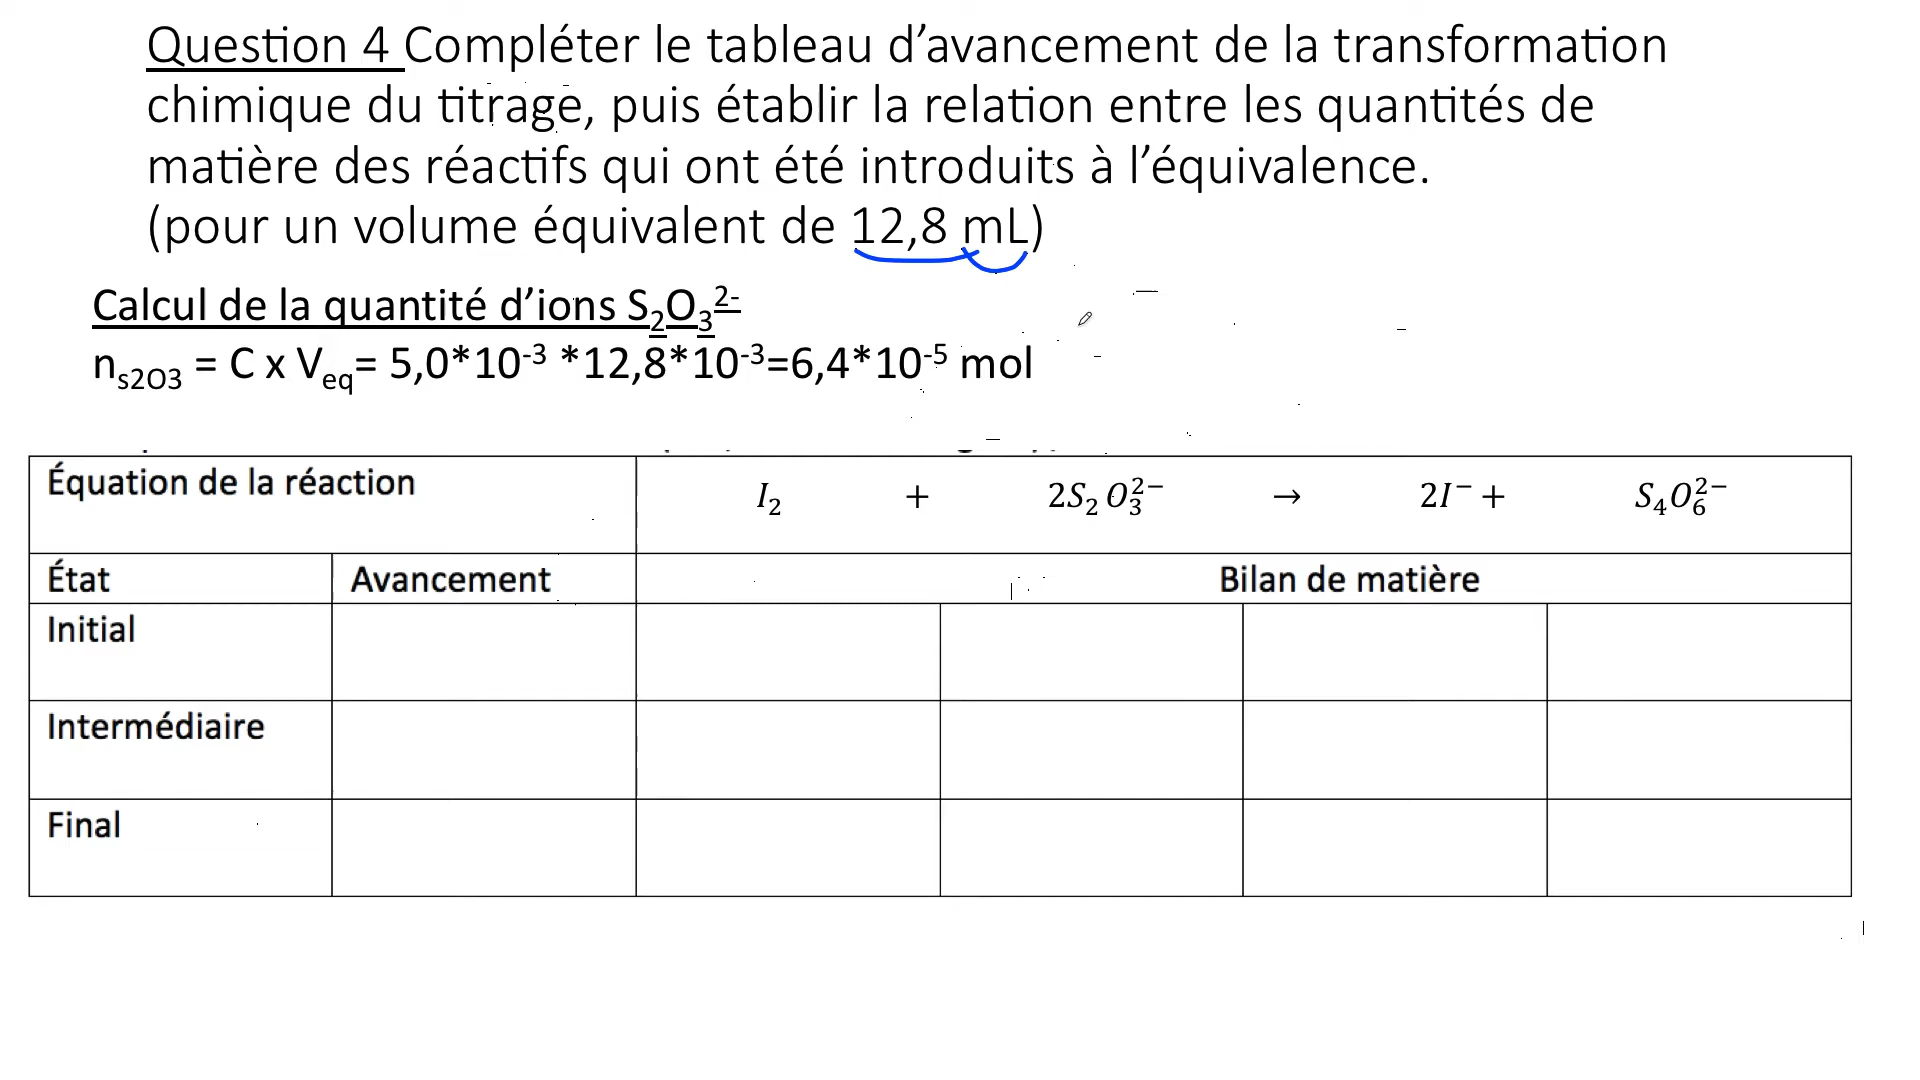 Question 4 Compléter le tableau d’avancement de la transformation
chimique du titrage, puis établir la relation entre les quantités de
matière des réactifs qui ont été introduits à l’équivalence.
(pour un volume équivalent de 12,8 mL)
Calcul de la quantité d’ions S₂O₃²⁻
nₛ₂O₃ = C x Veq= 5,0*10⁻³ *12,8*10⁻³=6,4*10⁻⁵ mol
Équation de la réaction I₂ + 2S₂O₃²⁻ → 2I⁻ + S₄O₆²⁻
État Avancement Bilan de matière
Initial
Intermédiaire
Final